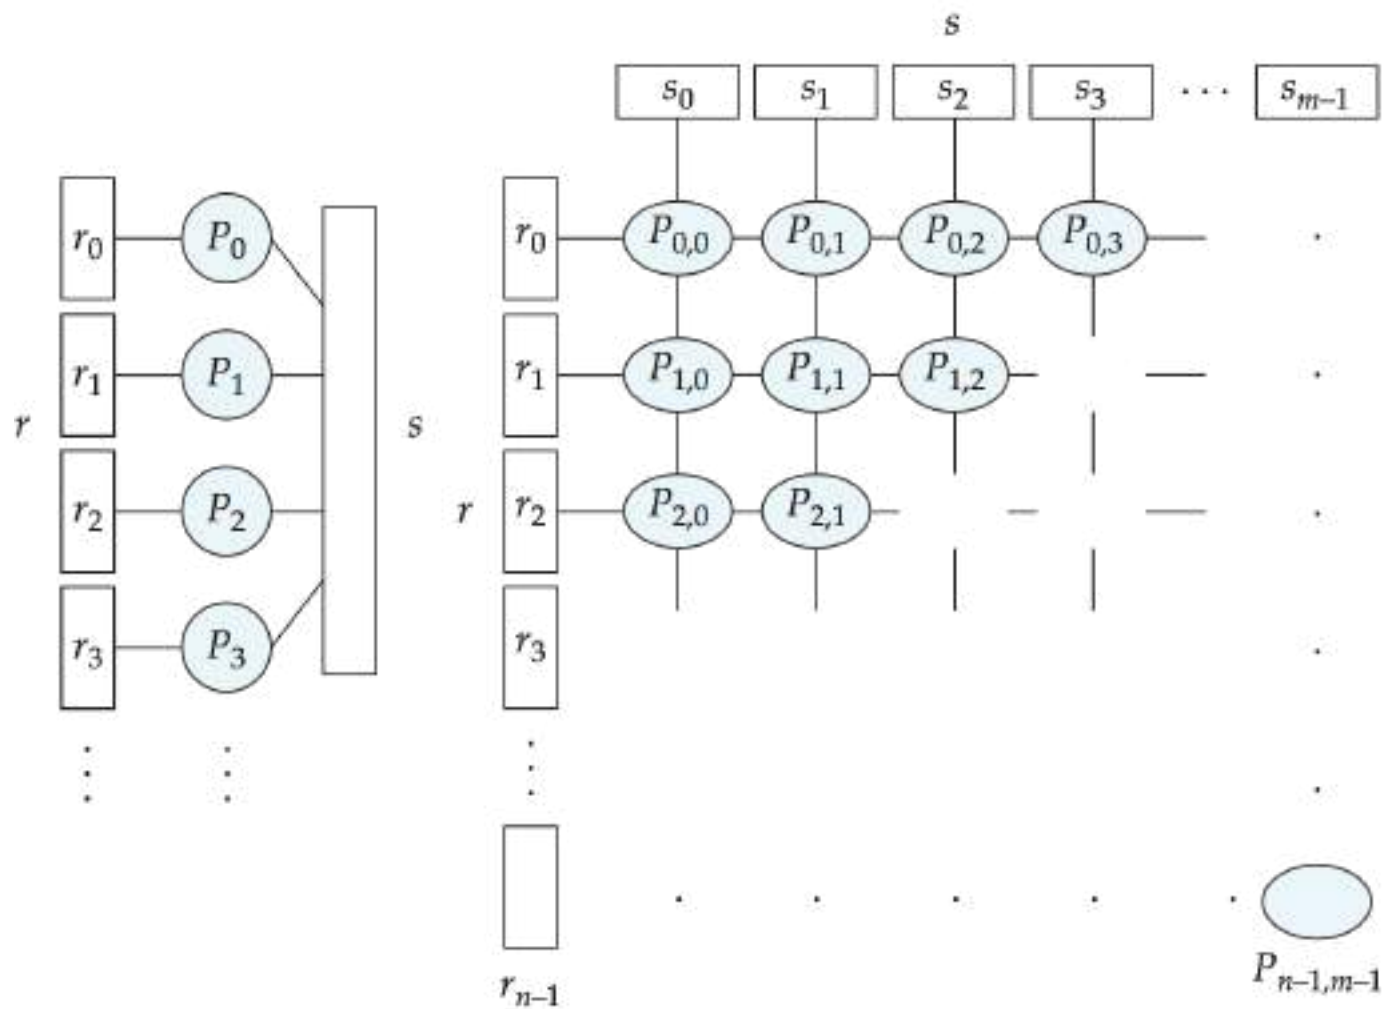 s
s₀ s₁ s₂ s₃ · · · sₘ₋₁
r₀ P₀ r₀ P₀,₀ P₀,₁ P₀,₂ P₀,₃
r₁ P₁ r₁ P₁,₀ P₁,₁ P₁,₂
r s
r₂ P₂ r r₂ P₂,₀ P₂,₁
r₃ P₃ r₃
Pₙ₋₁,ₘ₋₁
rₙ₋₁